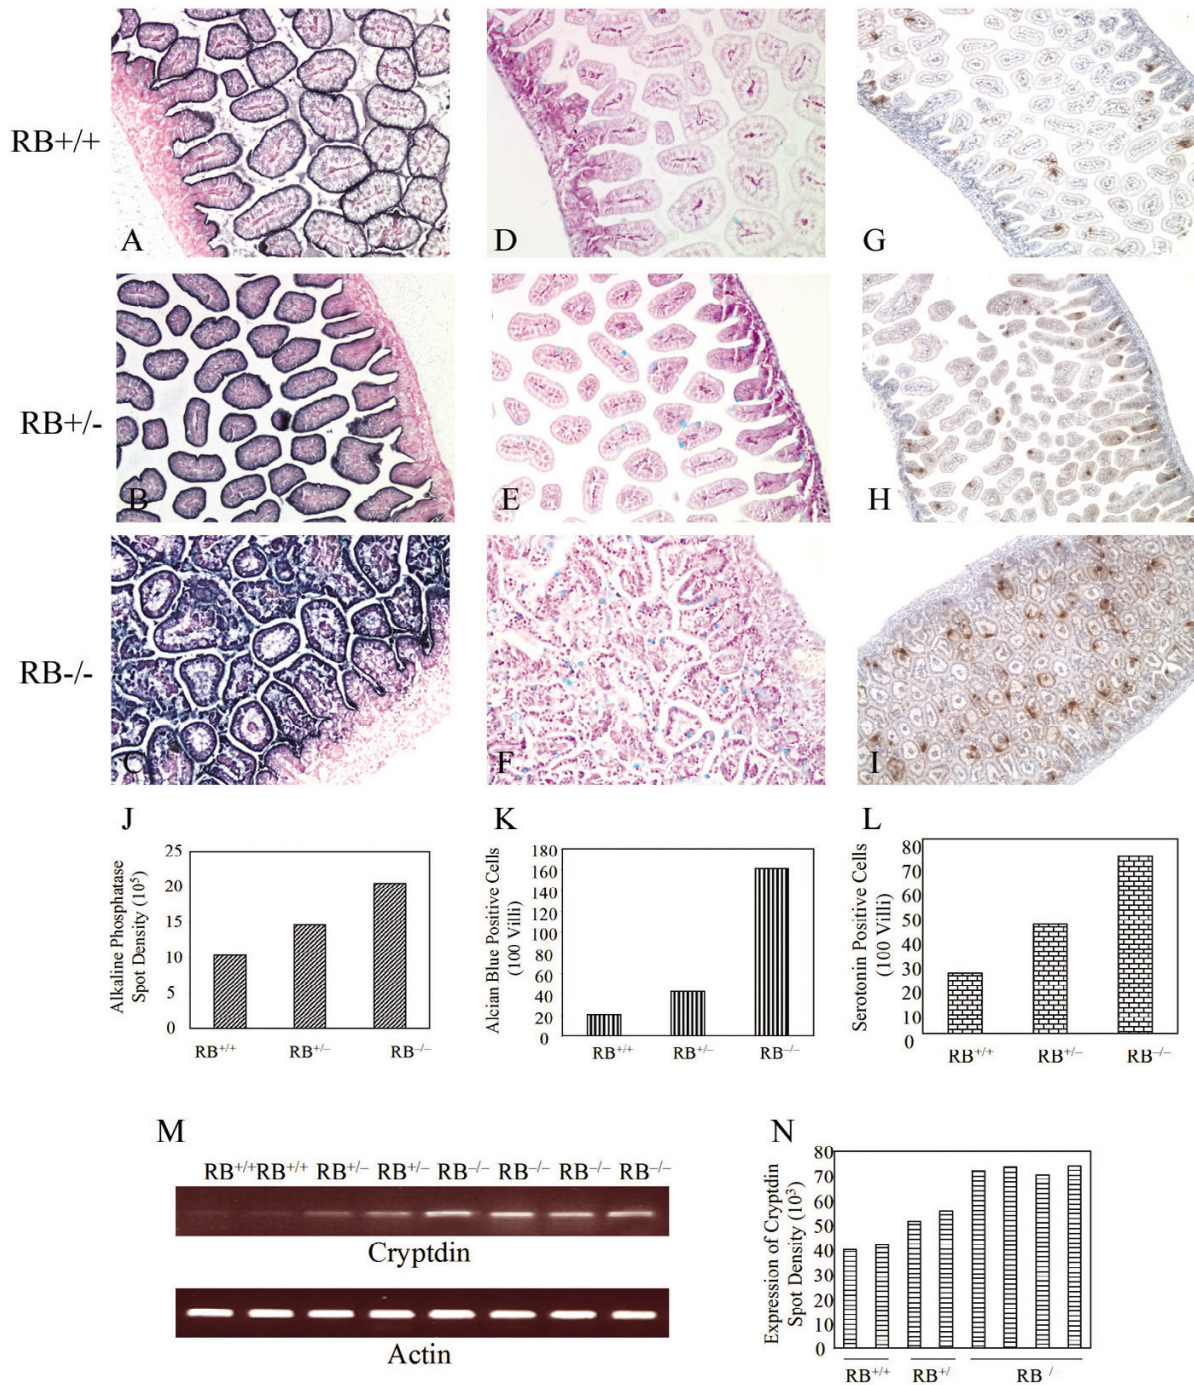 RB+/+
A
D
G
RB+/-
B
E
H
RB-/-
C
F
I
J
Alkaline Phosphatase
Spot Density (10⁵)
25
20
15
10
5
0
RB⁺/⁺ RB⁺/⁻ RB⁻/⁻
K
Alcian Blue Positive Cells
(100 Villi)
180
160
140
120
100
80
60
40
20
0
RB⁺/⁺ RB⁺/⁻ RB⁻/⁻
L
Serotonin Positive Cells
(100 Villi)
80
70
60
50
40
30
20
10
0
RB⁺/⁺ RB⁺/⁻ RB⁻/⁻
M
RB⁺/⁺ RB⁺/⁺ RB⁺/⁻ RB⁺/⁻ RB⁻/⁻ RB⁻/⁻ RB⁻/⁻ RB⁻/⁻
Cryptdin
Actin
N
Expression of Cryptdin
Spot Density (10³)
80
70
60
50
40
30
20
10
0
RB⁺/⁺ RB⁺/ RB /